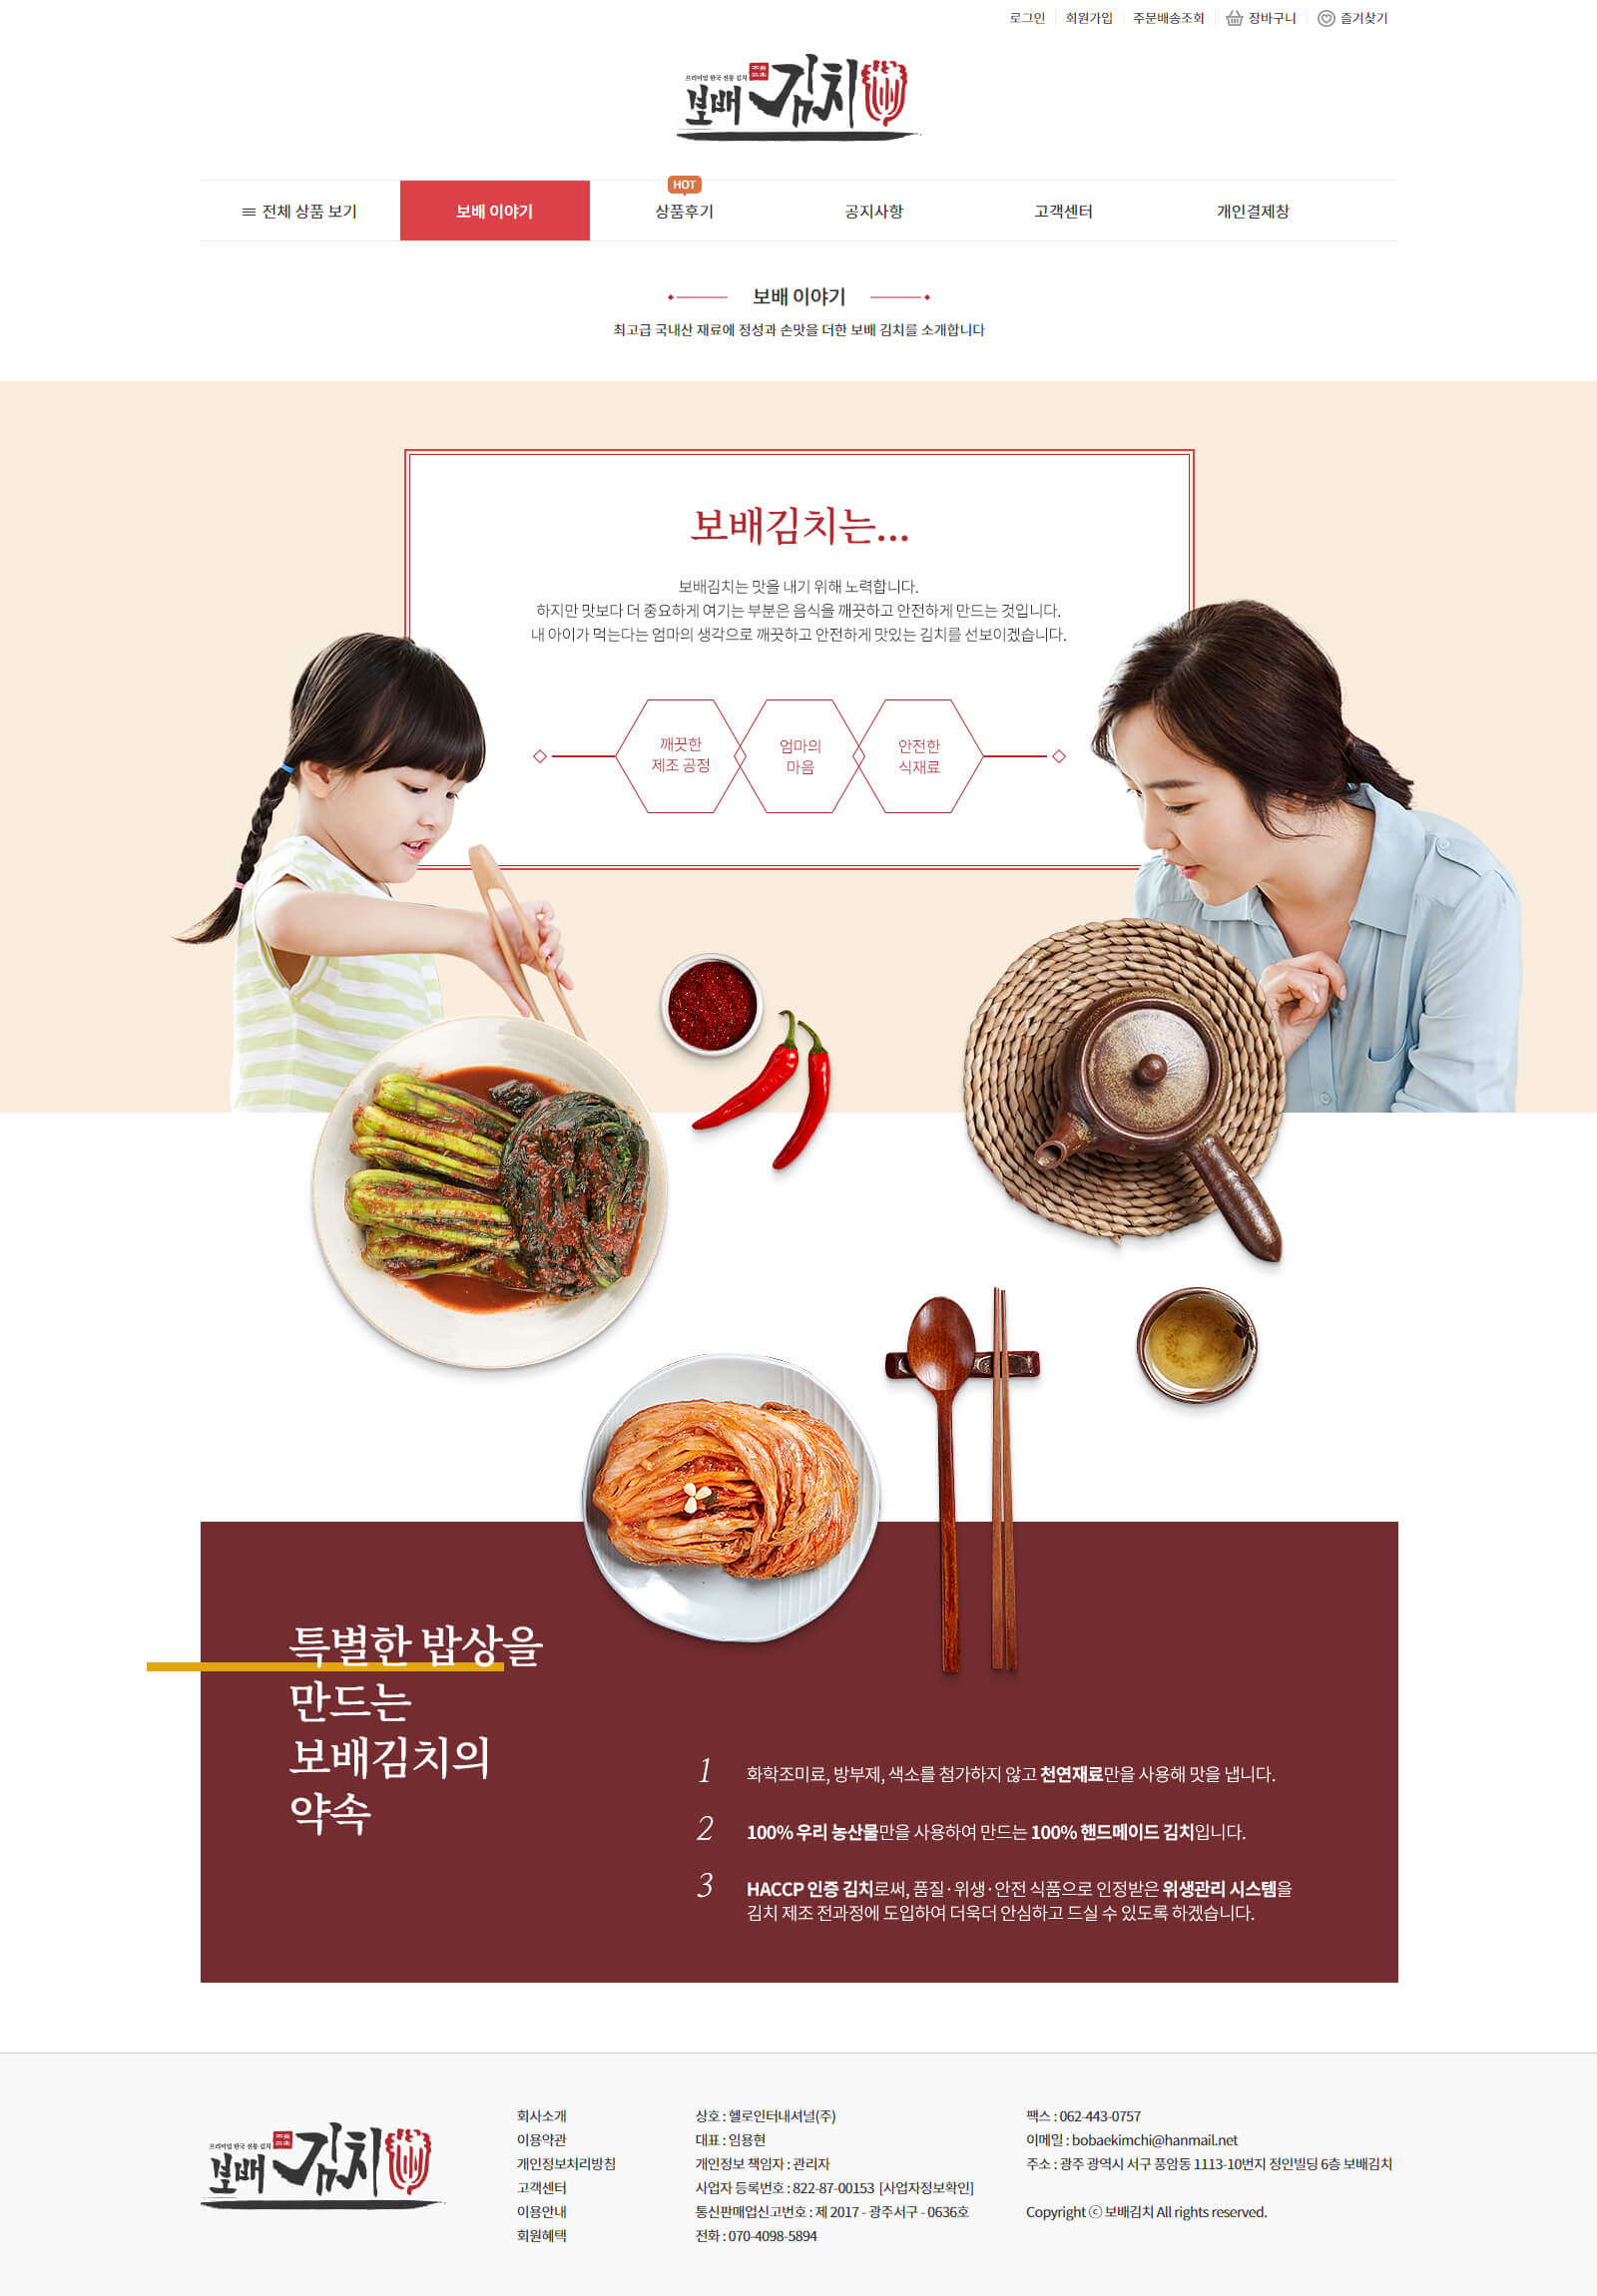 로그인 회원가입 주문배송조회 장바구니 즐겨찾기
프리미엄 한국 전통 김치
보배 김치
HOT
전체 상품 보기 보배 이야기 상품후기 공지사항 고객센터 개인결제창
보배 이야기
최고급 국내산 재료에 정성과 손맛을 더한 보배 김치를 소개합니다
보배김치는...
보배김치는 맛을 내기 위해 노력합니다.
하지만 맛보다 더 중요하게 여기는 부분은 음식을 깨끗하고 안전하게 만드는 것입니다.
내 아이가 먹는다는 엄마의 생각으로 깨끗하고 안전하게 맛있는 김치를 선보이겠습니다.
깨끗한
제조 공정
엄마의
마음
안전한
식재료
특별한 밥상을
만드는
보배김치의
약속
1 화학조미료, 방부제, 색소를 첨가하지 않고 천연재료만을 사용해 맛을 냅니다.
2 100% 우리 농산물만을 사용하여 만드는 100% 핸드메이드 김치입니다.
3 HACCP 인증 김치로써, 품질·위생·안전 식품으로 인정받은 위생관리 시스템을
김치 제조 전과정에 도입하여 더욱더 안심하고 드실 수 있도록 하겠습니다.
프리미엄 한국 전통 김치
보배 김치
회사소개
이용약관
개인정보처리방침
고객센터
이용안내
회원혜택
상호 : 헬로인터내셔널(주)
대표 : 임용현
개인정보 책임자 : 관리자
사업자 등록번호 : 822-87-00153 [사업자정보확인]
통신판매업신고번호 : 제 2017 - 광주서구 - 0636호
전화 : 070-4098-5894
팩스 : 062-443-0757
이메일 : bobaekimchi@hanmail.net
주소 : 광주 광역시 서구 풍암동 1113-10번지 정인빌딩 6층 보배김치
Copyright ⓒ 보배김치 All rights reserved.